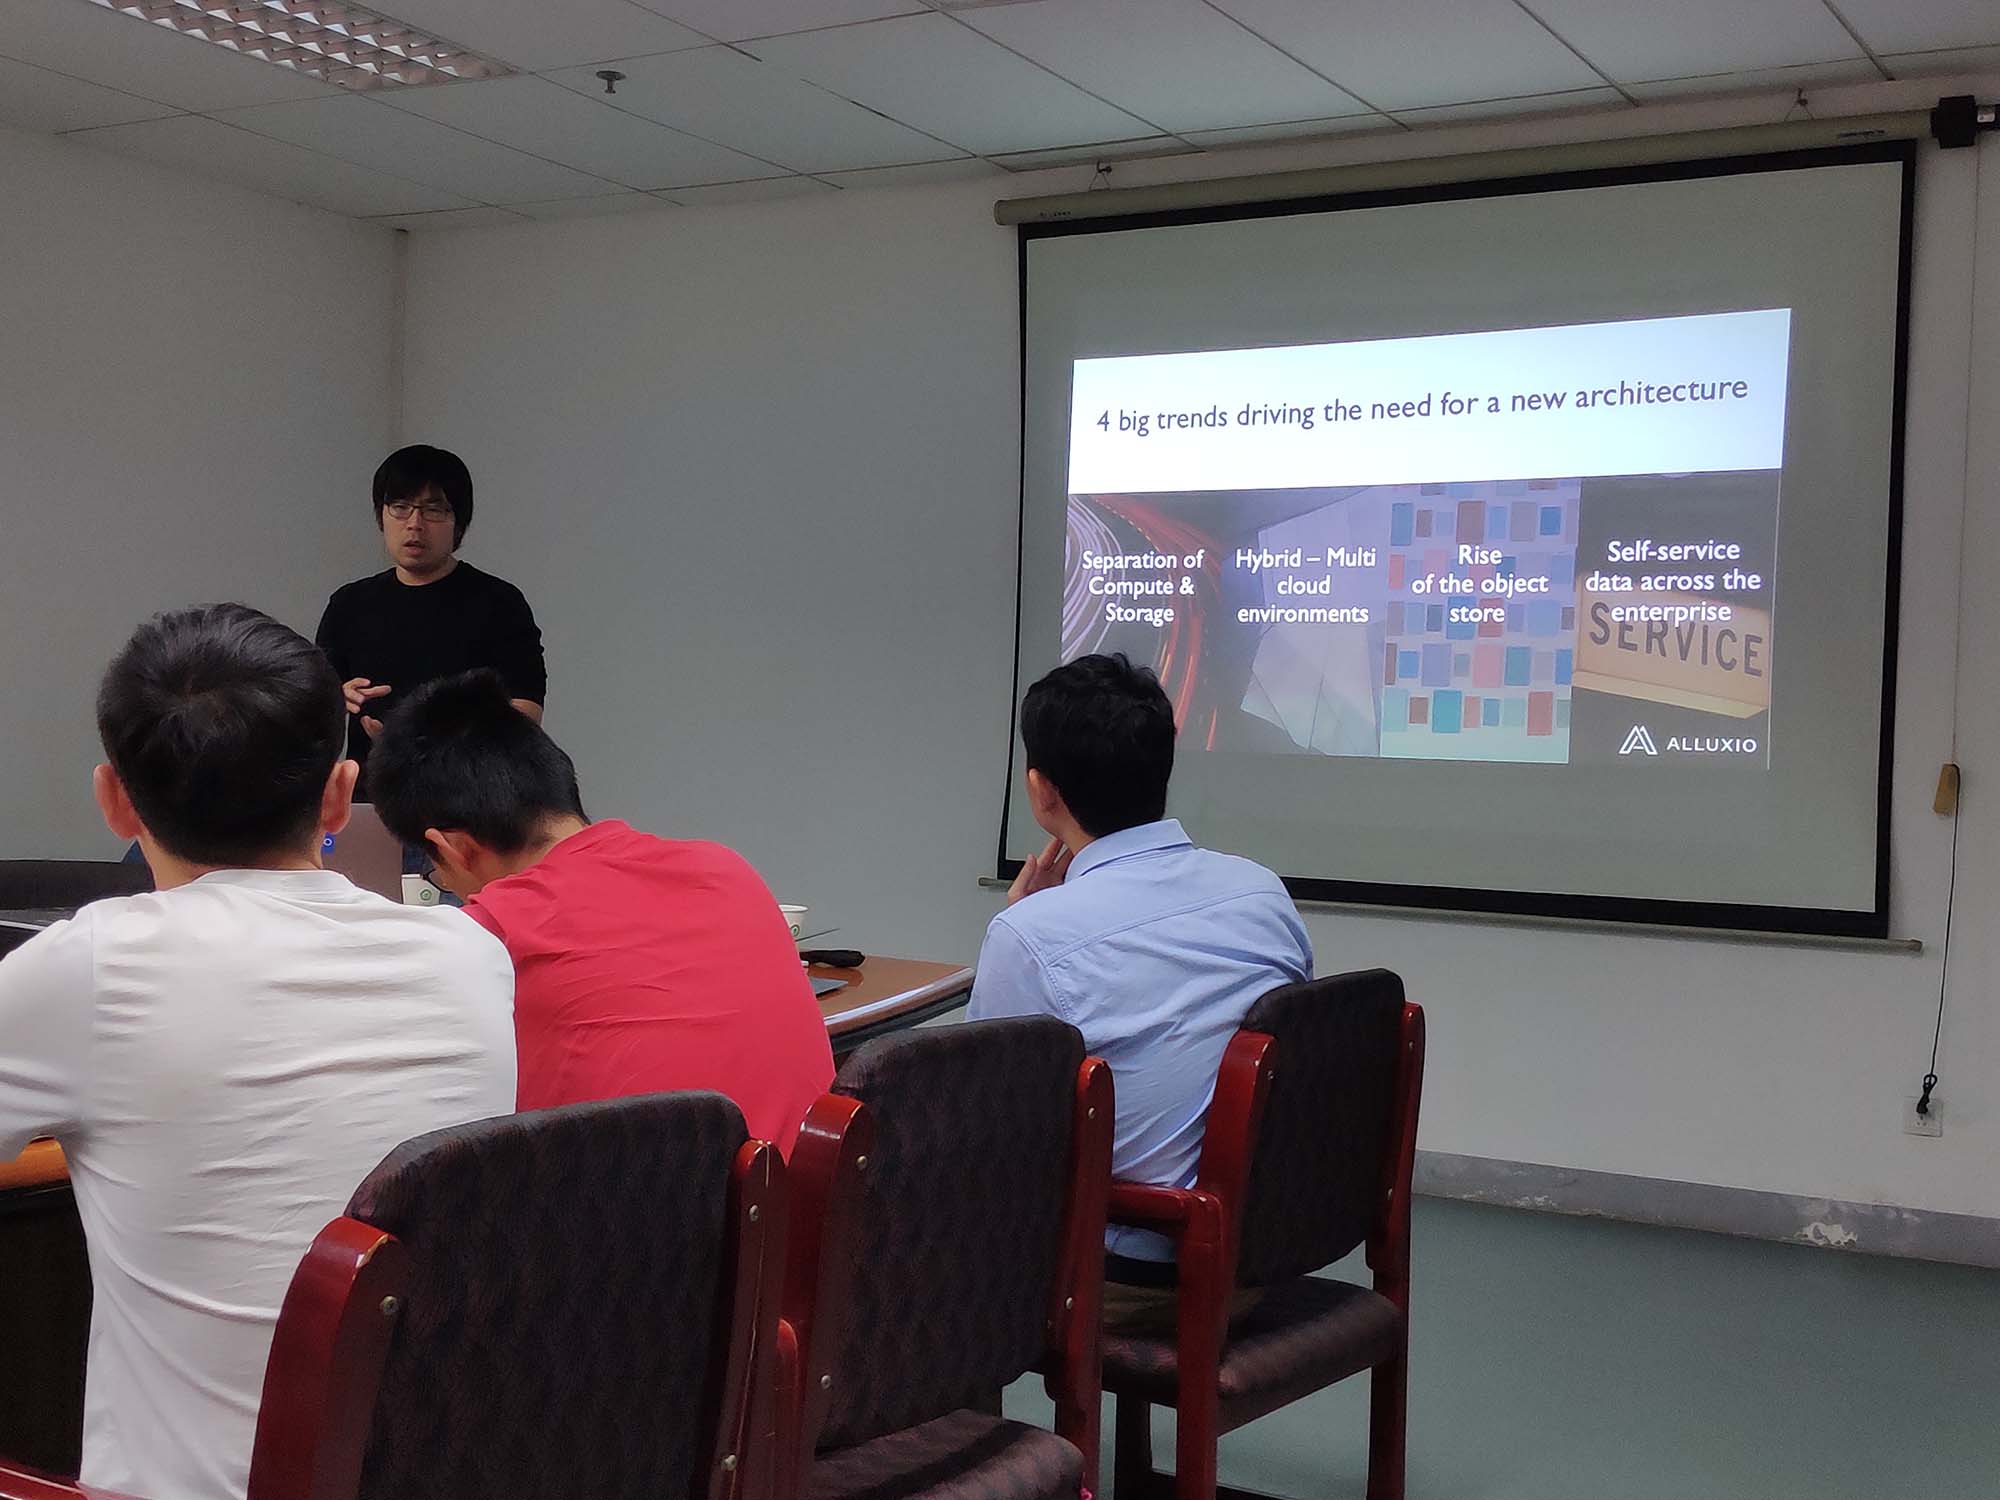 4 big trends driving the need for a new architecture
Separation of
Compute &
Storage
Hybrid – Multi
cloud
environments
Rise
of the object
store
Self-service
data across the
enterprise
SERVICE
ALLUXIO